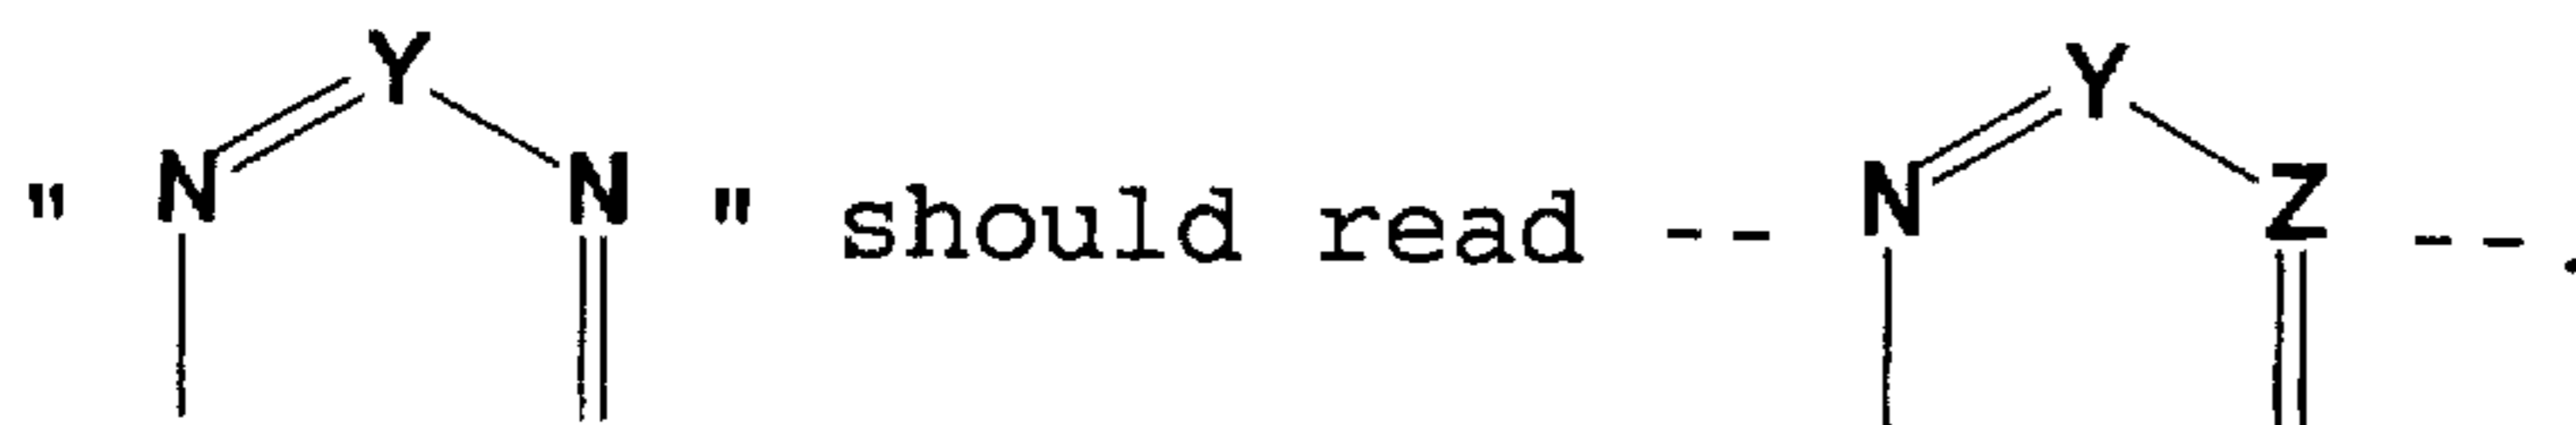 Y Y
" N N " should read -- N Z --.